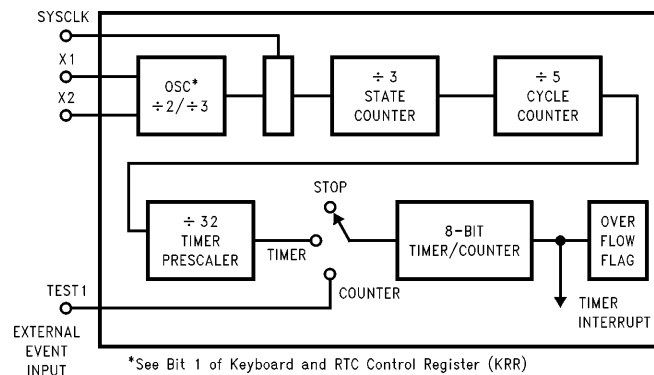 SYSCLK
X1
X2
OSC*
÷2/÷3
÷ 3
STATE
COUNTER
÷ 5
CYCLE
COUNTER
÷ 32
TIMER
PRESCALER
STOP
TIMER
COUNTER
8-BIT
TIMER/COUNTER
OVER
FLOW
FLAG
TIMER
INTERRUPT
TEST1
EXTERNAL
EVENT
INPUT
*See Bit 1 of Keyboard and RTC Control Register (KRR)